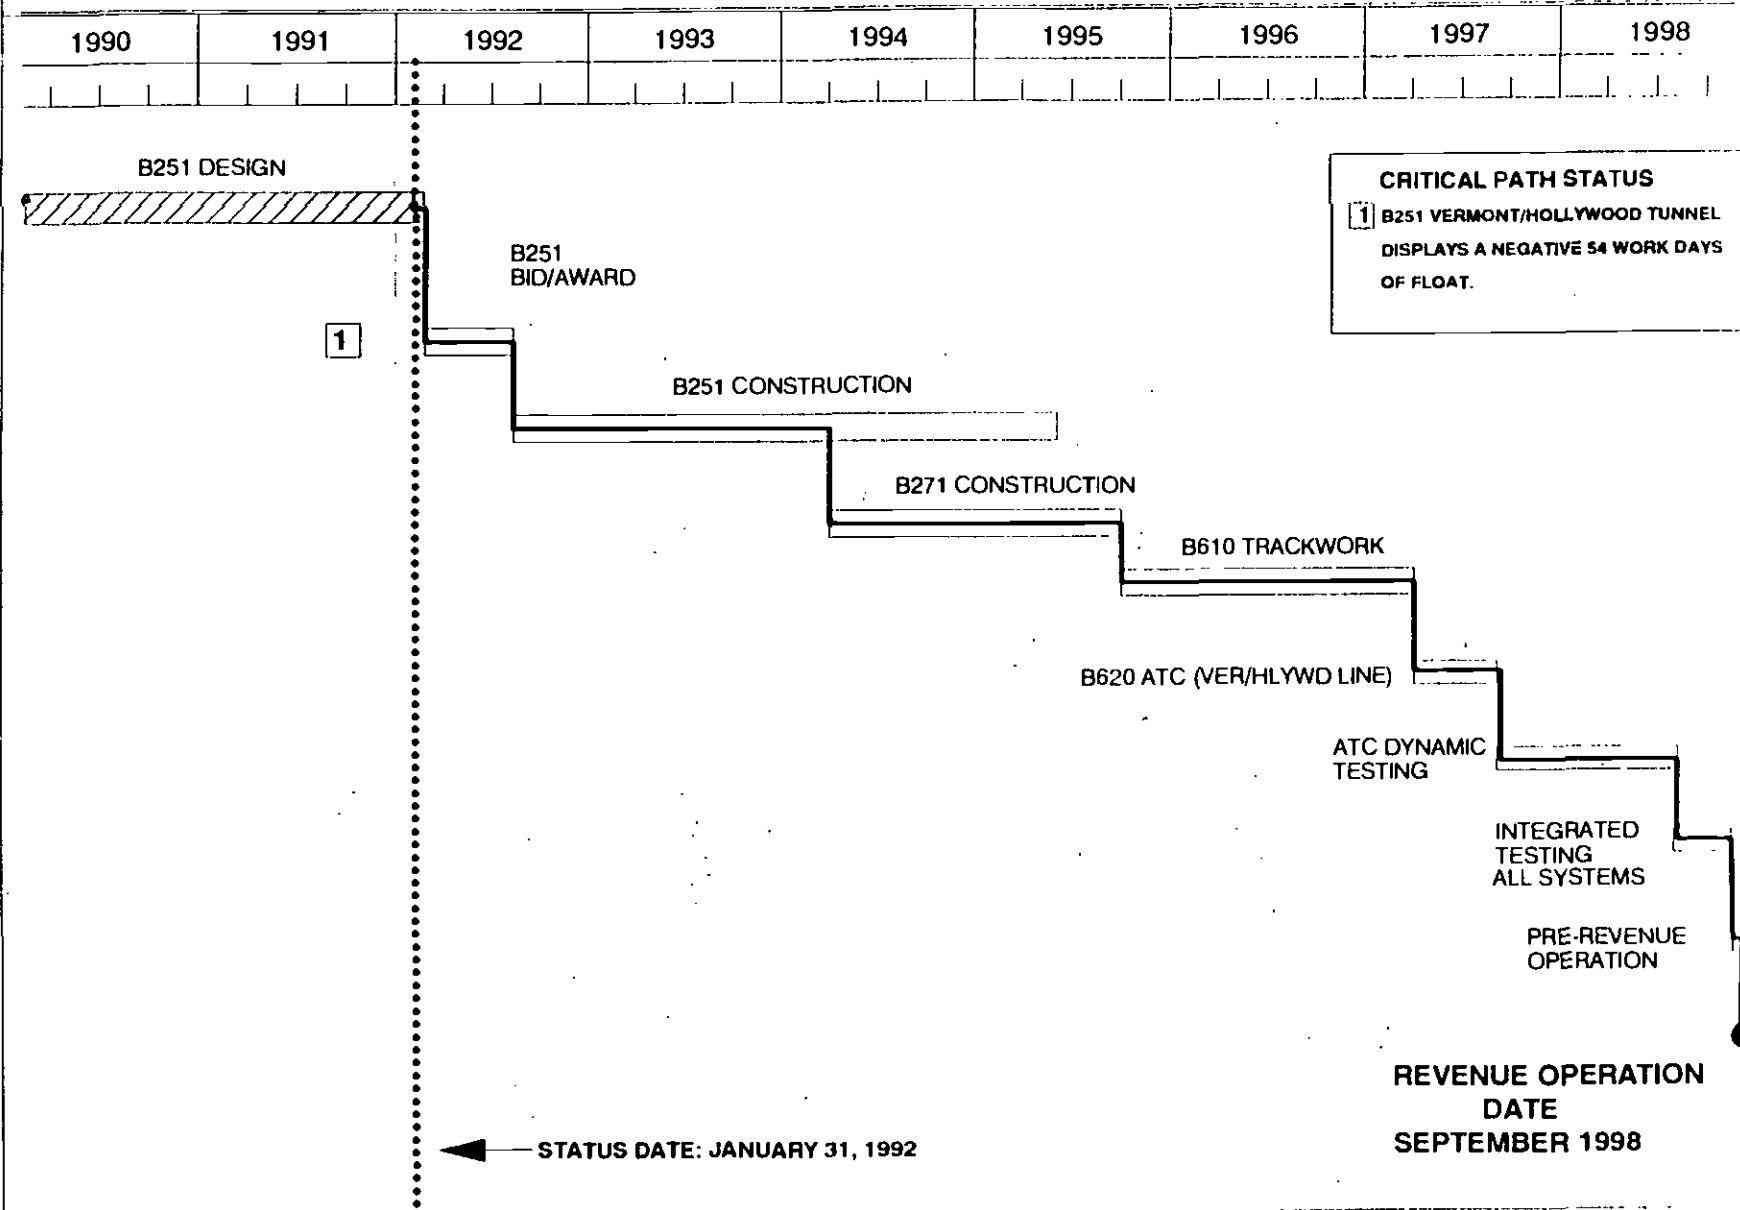 1990 1991 1992 1993 1994 1995 1996 1997 1998
B251 DESIGN
CRITICAL PATH STATUS
1 B251 VERMONT/HOLLYWOOD TUNNEL
DISPLAYS A NEGATIVE 54 WORK DAYS
OF FLOAT.
B251
BID/AWARD
1
B251 CONSTRUCTION
B271 CONSTRUCTION
B610 TRACKWORK
B620 ATC (VER/HLYWD LINE)
ATC DYNAMIC
TESTING
INTEGRATED
TESTING
ALL SYSTEMS
PRE-REVENUE
OPERATION
REVENUE OPERATION
DATE
SEPTEMBER 1998
STATUS DATE: JANUARY 31, 1992